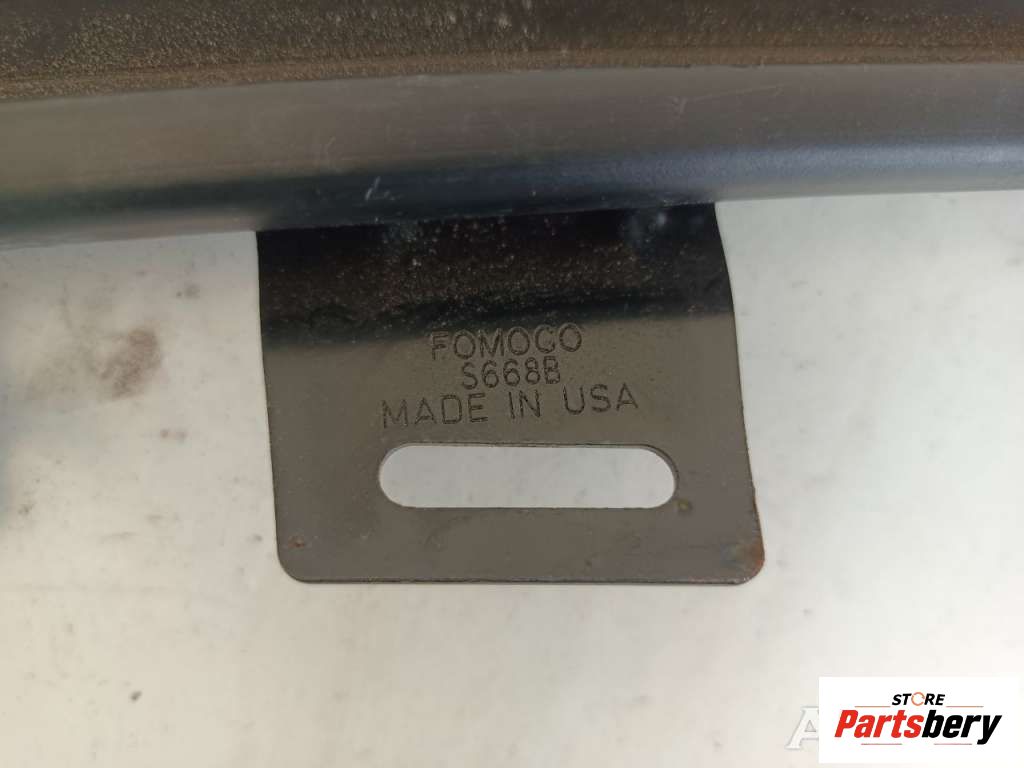 FOMOCO
S668B
MADE IN USA
STORE
Partsbery